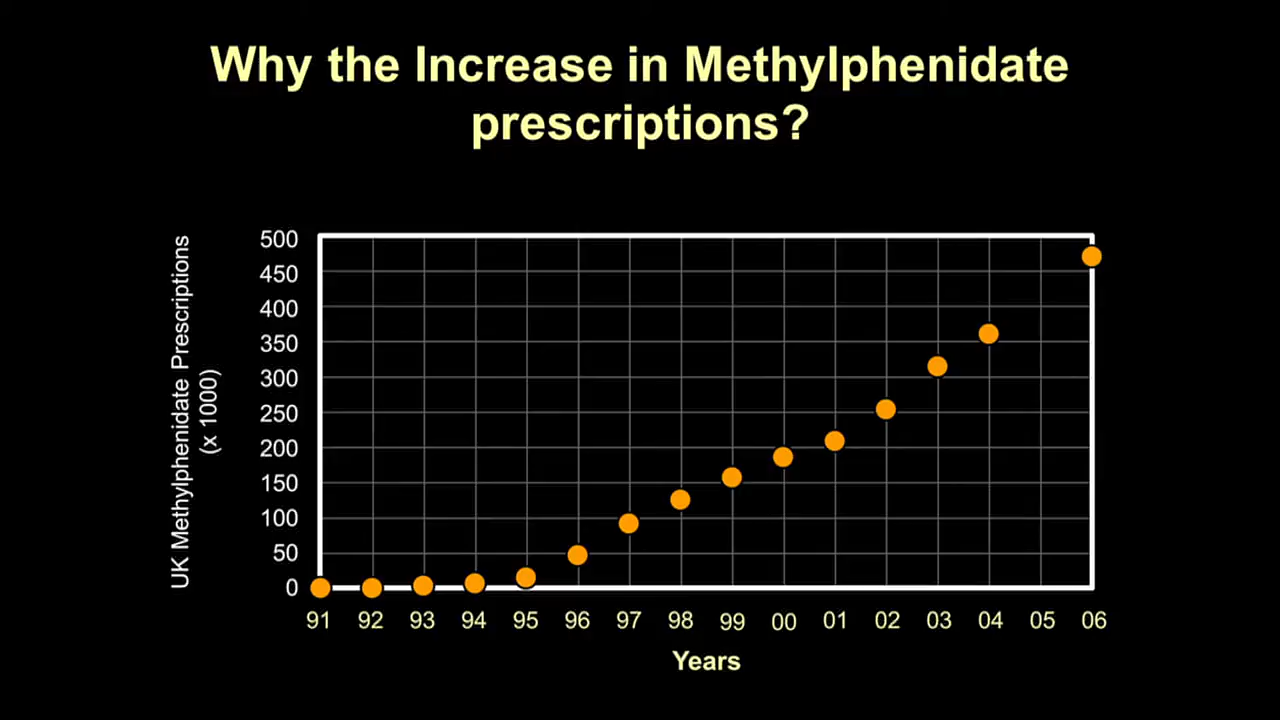 Why the Increase in Methylphenidate
prescriptions?
UK Methylphenidate Prescriptions
(x 1000)
500
450
400
350
300
250
200
150
100
50
0
91 92 93 94 95 96 97 98 99 00 01 02 03 04 05 06
Years